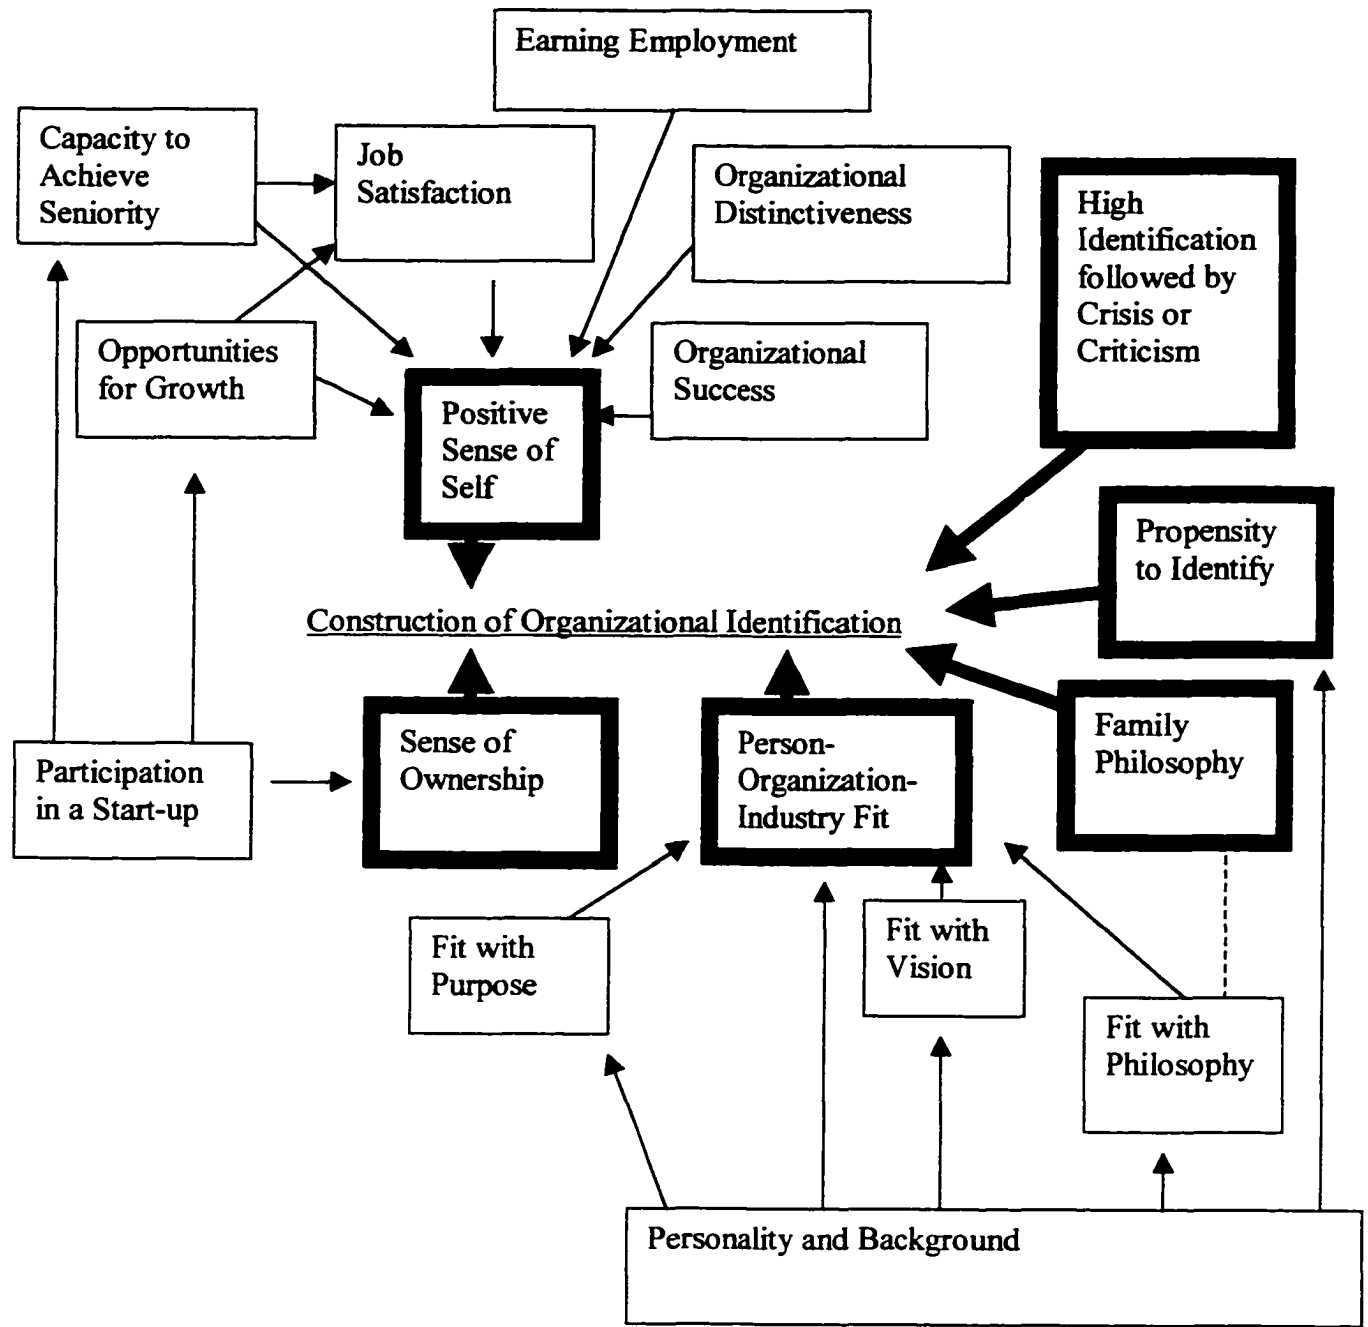 Earning Employment
Capacity to
Achieve
Seniority
Job
Satisfaction
Organizational
Distinctiveness
High
Identification
followed by
Crisis or
Criticism
Opportunities
for Growth
Organizational
Success
Positive
Sense of
Self
Propensity
to Identify
Construction of Organizational Identification
Participation
in a Start-up
Sense of
Ownership
Person-
Organization-
Industry Fit
Family
Philosophy
Fit with
Purpose
Fit with
Vision
Fit with
Philosophy
Personality and Background